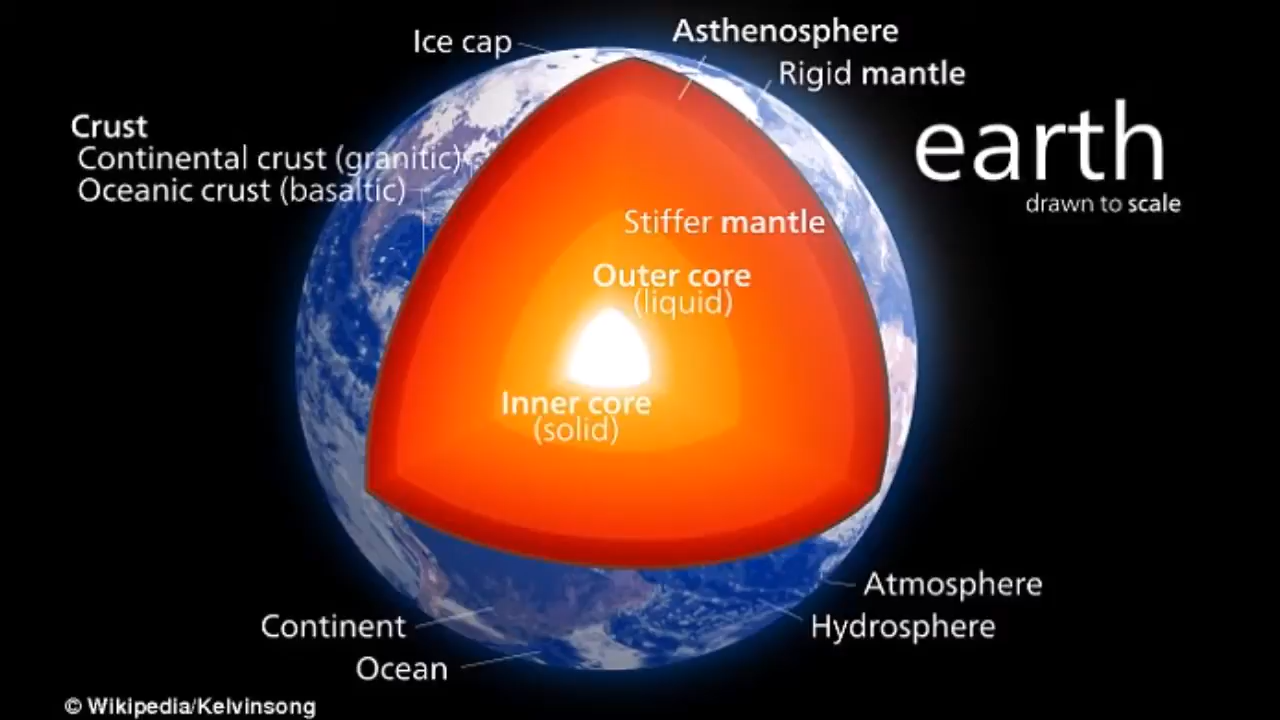 Ice cap
Asthenosphere
Rigid mantle
Crust
Continental crust (granitic)
Oceanic crust (basaltic)
earth
drawn to scale
Stiffer mantle
Outer core
(liquid)
Inner core
(solid)
Atmosphere
Continent
Hydrosphere
Ocean
© Wikipedia/Kelvinsong